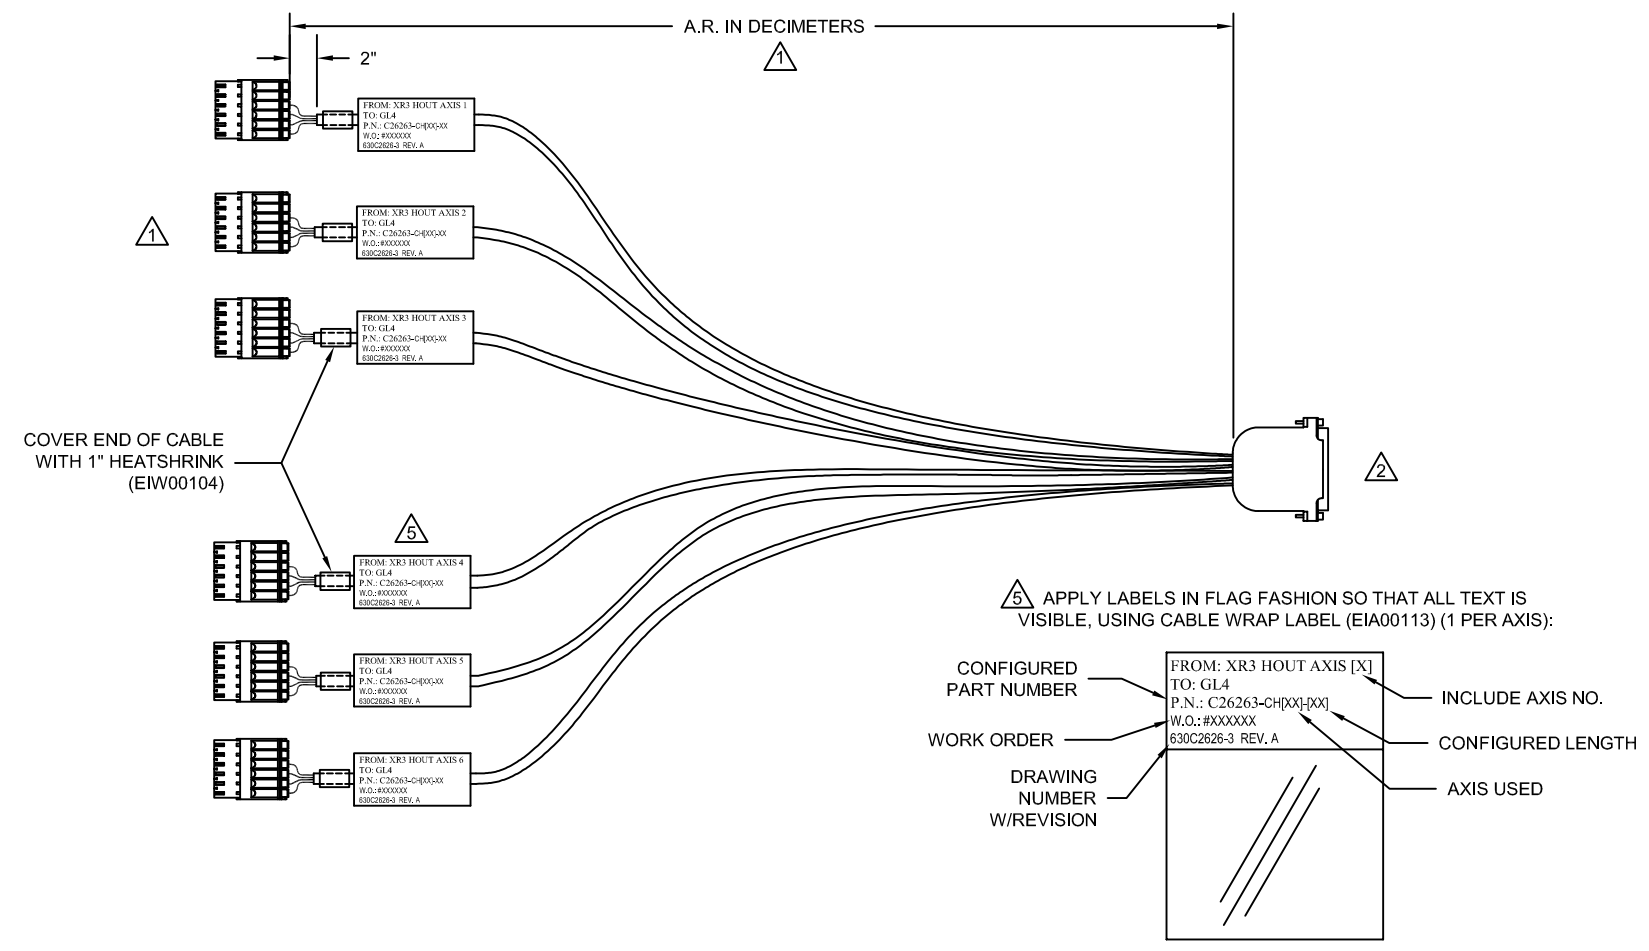 A.R. IN DECIMETERS
1
2"
FROM: XR3 HOUT AXIS 1
TO: GL4
P.N.: C26263-CH[XX]-XX
W.O.: #XXXXXX
630C2626-3 REV. A
1
FROM: XR3 HOUT AXIS 2
TO: GL4
P.N.: C26263-CH[XX]-XX
W.O.: #XXXXXX
630C2626-3 REV. A
FROM: XR3 HOUT AXIS 3
TO: GL4
P.N.: C26263-CH[XX]-XX
W.O.: #XXXXXX
630C2626-3 REV. A
COVER END OF CABLE
WITH 1" HEATSHRINK
(EIW00104)
2
5
FROM: XR3 HOUT AXIS 4
TO: GL4
P.N.: C26263-CH[XX]-XX
W.O.: #XXXXXX
630C2626-3 REV. A
FROM: XR3 HOUT AXIS 5
TO: GL4
P.N.: C26263-CH[XX]-XX
W.O.: #XXXXXX
630C2626-3 REV. A
FROM: XR3 HOUT AXIS 6
TO: GL4
P.N.: C26263-CH[XX]-XX
W.O.: #XXXXXX
630C2626-3 REV. A
5 APPLY LABELS IN FLAG FASHION SO THAT ALL TEXT IS
VISIBLE, USING CABLE WRAP LABEL (EIA00113) (1 PER AXIS):
CONFIGURED
PART NUMBER
WORK ORDER
DRAWING
NUMBER
W/REVISION
FROM: XR3 HOUT AXIS [X]
TO: GL4
P.N.: C26263-CH[XX]-[XX]
W.O.: #XXXXXX
630C2626-3 REV. A
INCLUDE AXIS NO.
CONFIGURED LENGTH
AXIS USED